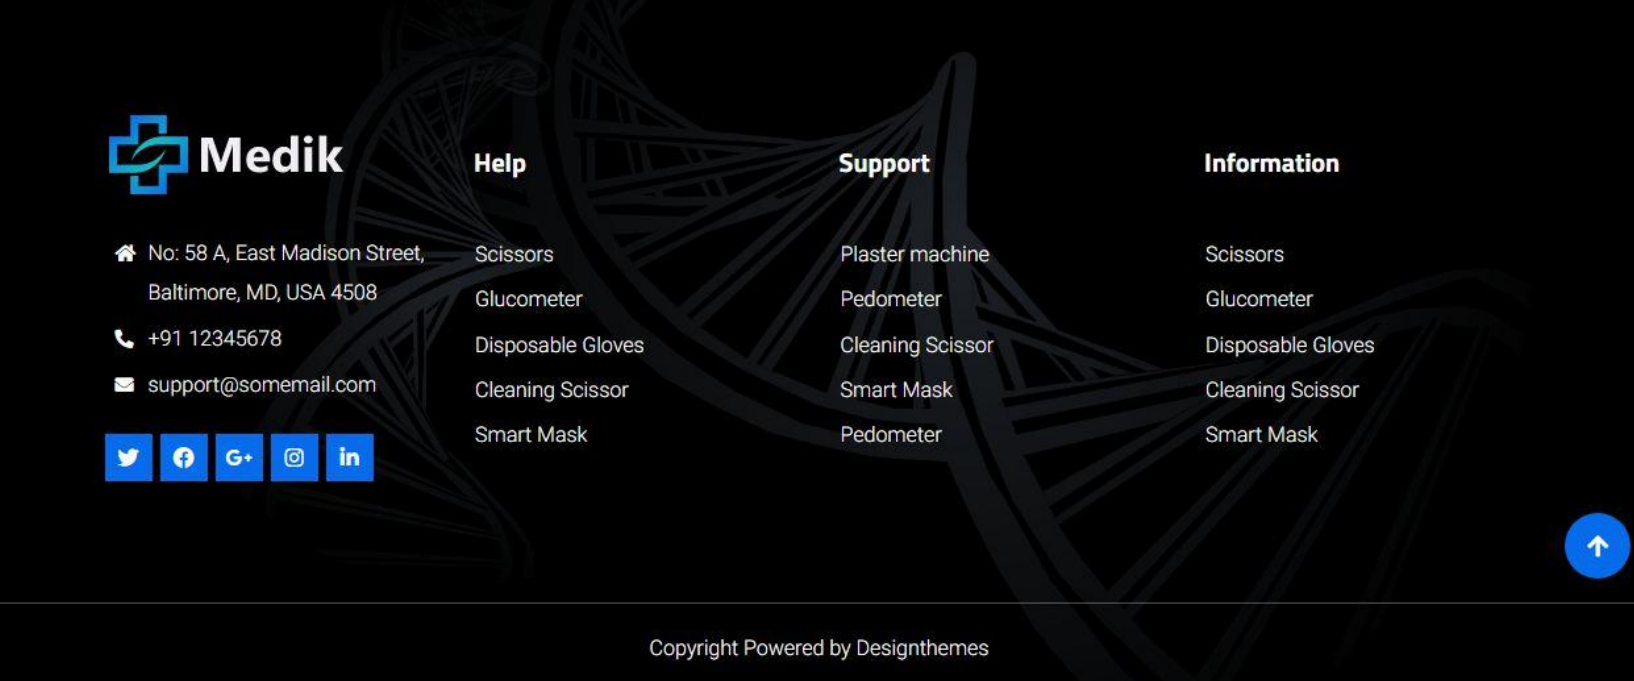 Medik
No: 58 A, East Madison Street,
Baltimore, MD, USA 4508
+91 12345678
support@somemail.com
G+
in
Help
Scissors
Glucometer
Disposable Gloves
Cleaning Scissor
Smart Mask
Support
Plaster machine
Pedometer
Cleaning Scissor
Smart Mask
Pedometer
Information
Scissors
Glucometer
Disposable Gloves
Cleaning Scissor
Smart Mask
Copyright Powered by Designthemes